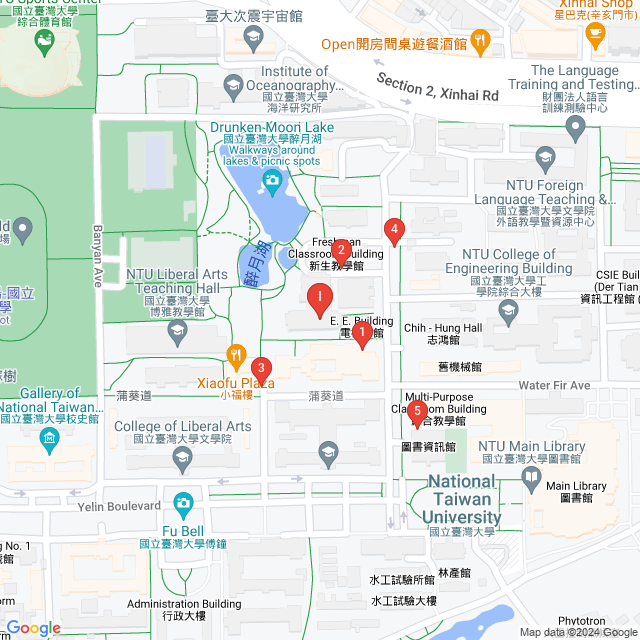 NTU Sports Center
國立臺灣大學
綜合體育館
臺大次震宇宙館
Open開房間桌遊餐酒館
Xinhai Shop
星巴克(辛亥門市)
Institute of
Oceanography...
國立臺灣大學
海洋研究所
Section 2, Xinhai Rd
The Language
Training and Testing...
財團法人語言
訓練測驗中心
Drunken Moon Lake
國立臺灣大學醉月湖
Walkways around
lakes & picnic spots
NTU Foreign
Language Teaching &...
國立臺灣大學文學院
外語教學暨資源中心
Banyan Ave
4
2
Freshman
Classroom Building
新生教學館
醉月湖
NTU Liberal Arts
Teaching Hall
國立臺灣大學
博雅教學館
NTU College of
Engineering Building
國立臺灣大學工
學院綜合大樓
CSIE Buil
(Der Tian
資訊工程館 (
I
E. E. Building
1
Chih - Hung Hall
志鴻館
舊機械館
Xiaofu Plaza
小福樓
3
蒲葵道
蒲葵道
Water Fir Ave
Gallery of
National Taiwan...
國立臺灣大學校史館
College of Liberal Arts
國立臺灣大學文學院
Multi-Purpose
Classroom Building
5
圖書資訊館
NTU Main Library
國立臺灣大學圖書館
Main Library
圖書館
National
Taiwan
University
國立臺灣大學
Yelin Boulevard
Fu Bell
國立臺灣大學傅鐘
Administration Building
行政大樓
水工試驗所館
水工試驗大樓
林產館
Phytotron
Google
Map data ©2024 Google